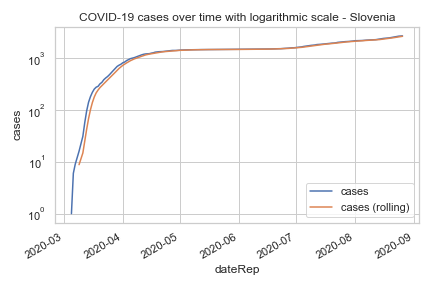 COVID-19 cases over time with logarithmic scale - Slovenia
cases
10³
10²
10¹
10⁰
cases
cases (rolling)
2020-03
2020-04
2020-05
2020-06
2020-07
2020-08
2020-09
dateRep